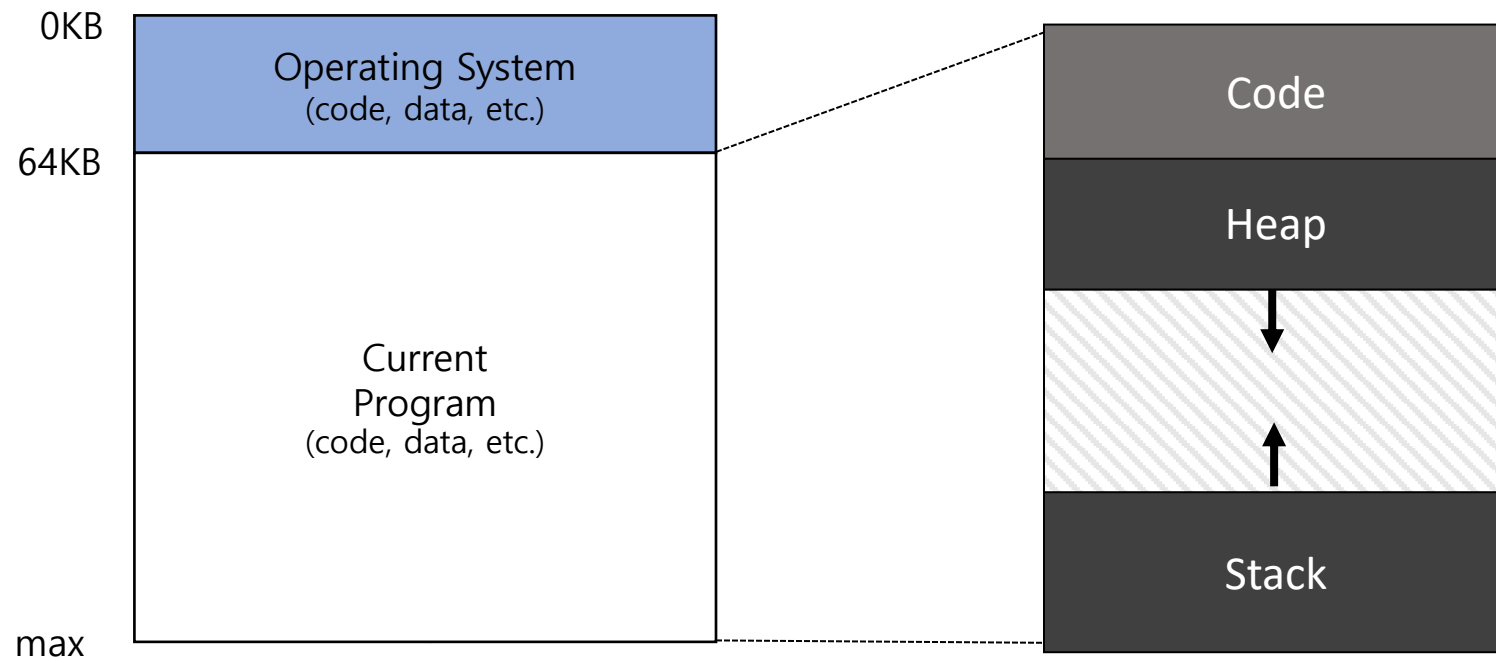 0KB
Operating System
(code, data, etc.)
64KB
Current
Program
(code, data, etc.)
max
Code
Heap
Stack